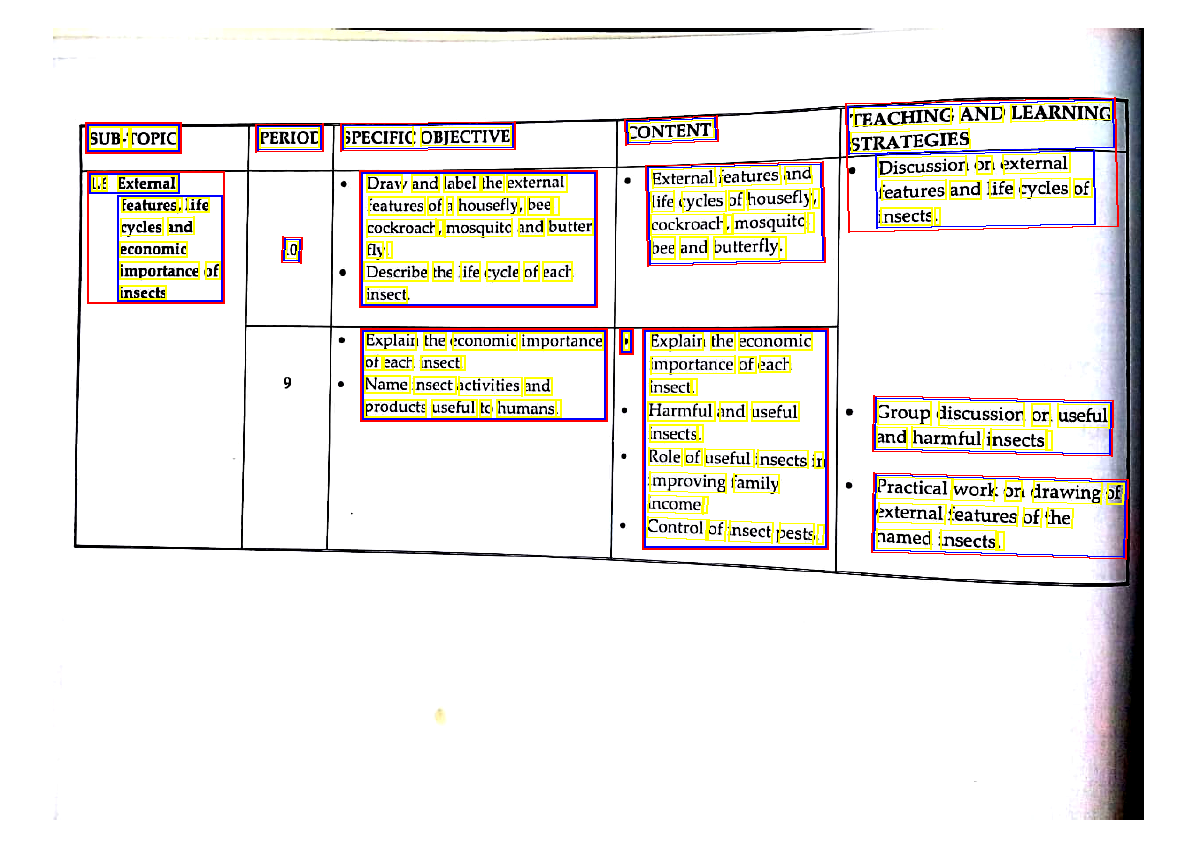 SUB-TOPIC
PERIOD
SPECIFIC OBJECTIVE
CONTENT
TEACHING AND LEARNING
STRATEGIES
External
features, life
cycles and
economic
importance of
insects
• Draw and label the external
features of a housefly, bee
cockroach, mosquito and butter
fly.
• Describe the life cycle of each
insect.
• External features and
life cycles of housefly,
cockroach, mosquito
bee and butterfly.
• Discussion on external
features and life cycles of
insects.
9
• Explain the economic importance
of each insect.
• Name insect activities and
products useful to humans.
• Explain the economic
importance of each
insect.
• Harmful and useful
insects.
• Role of useful insects in
improving family
income
• Control of insect pests.
• Group discussion on useful
and harmful insects
• Practical work on drawing of
external features of the
named insects.